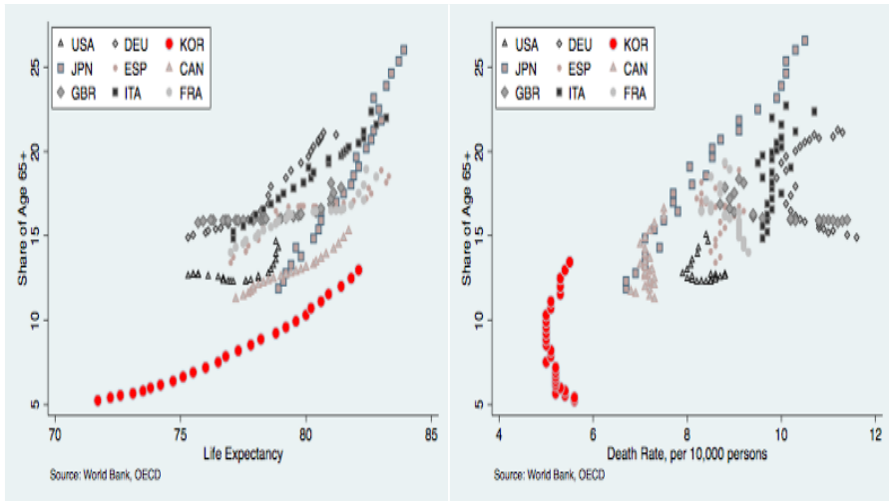 USA DEU KOR
JPN ESP CAN
GBR ITA FRA
Share of Age 65+
25
20
15
10
5
70 75 80 85
Life Expectancy
Source: World Bank, OECD
USA DEU KOR
JPN ESP CAN
GBR ITA FRA
Share of Age 65+
25
20
15
10
5
4 6 8 10 12
Death Rate, per 10,000 persons
Source: World Bank, OECD